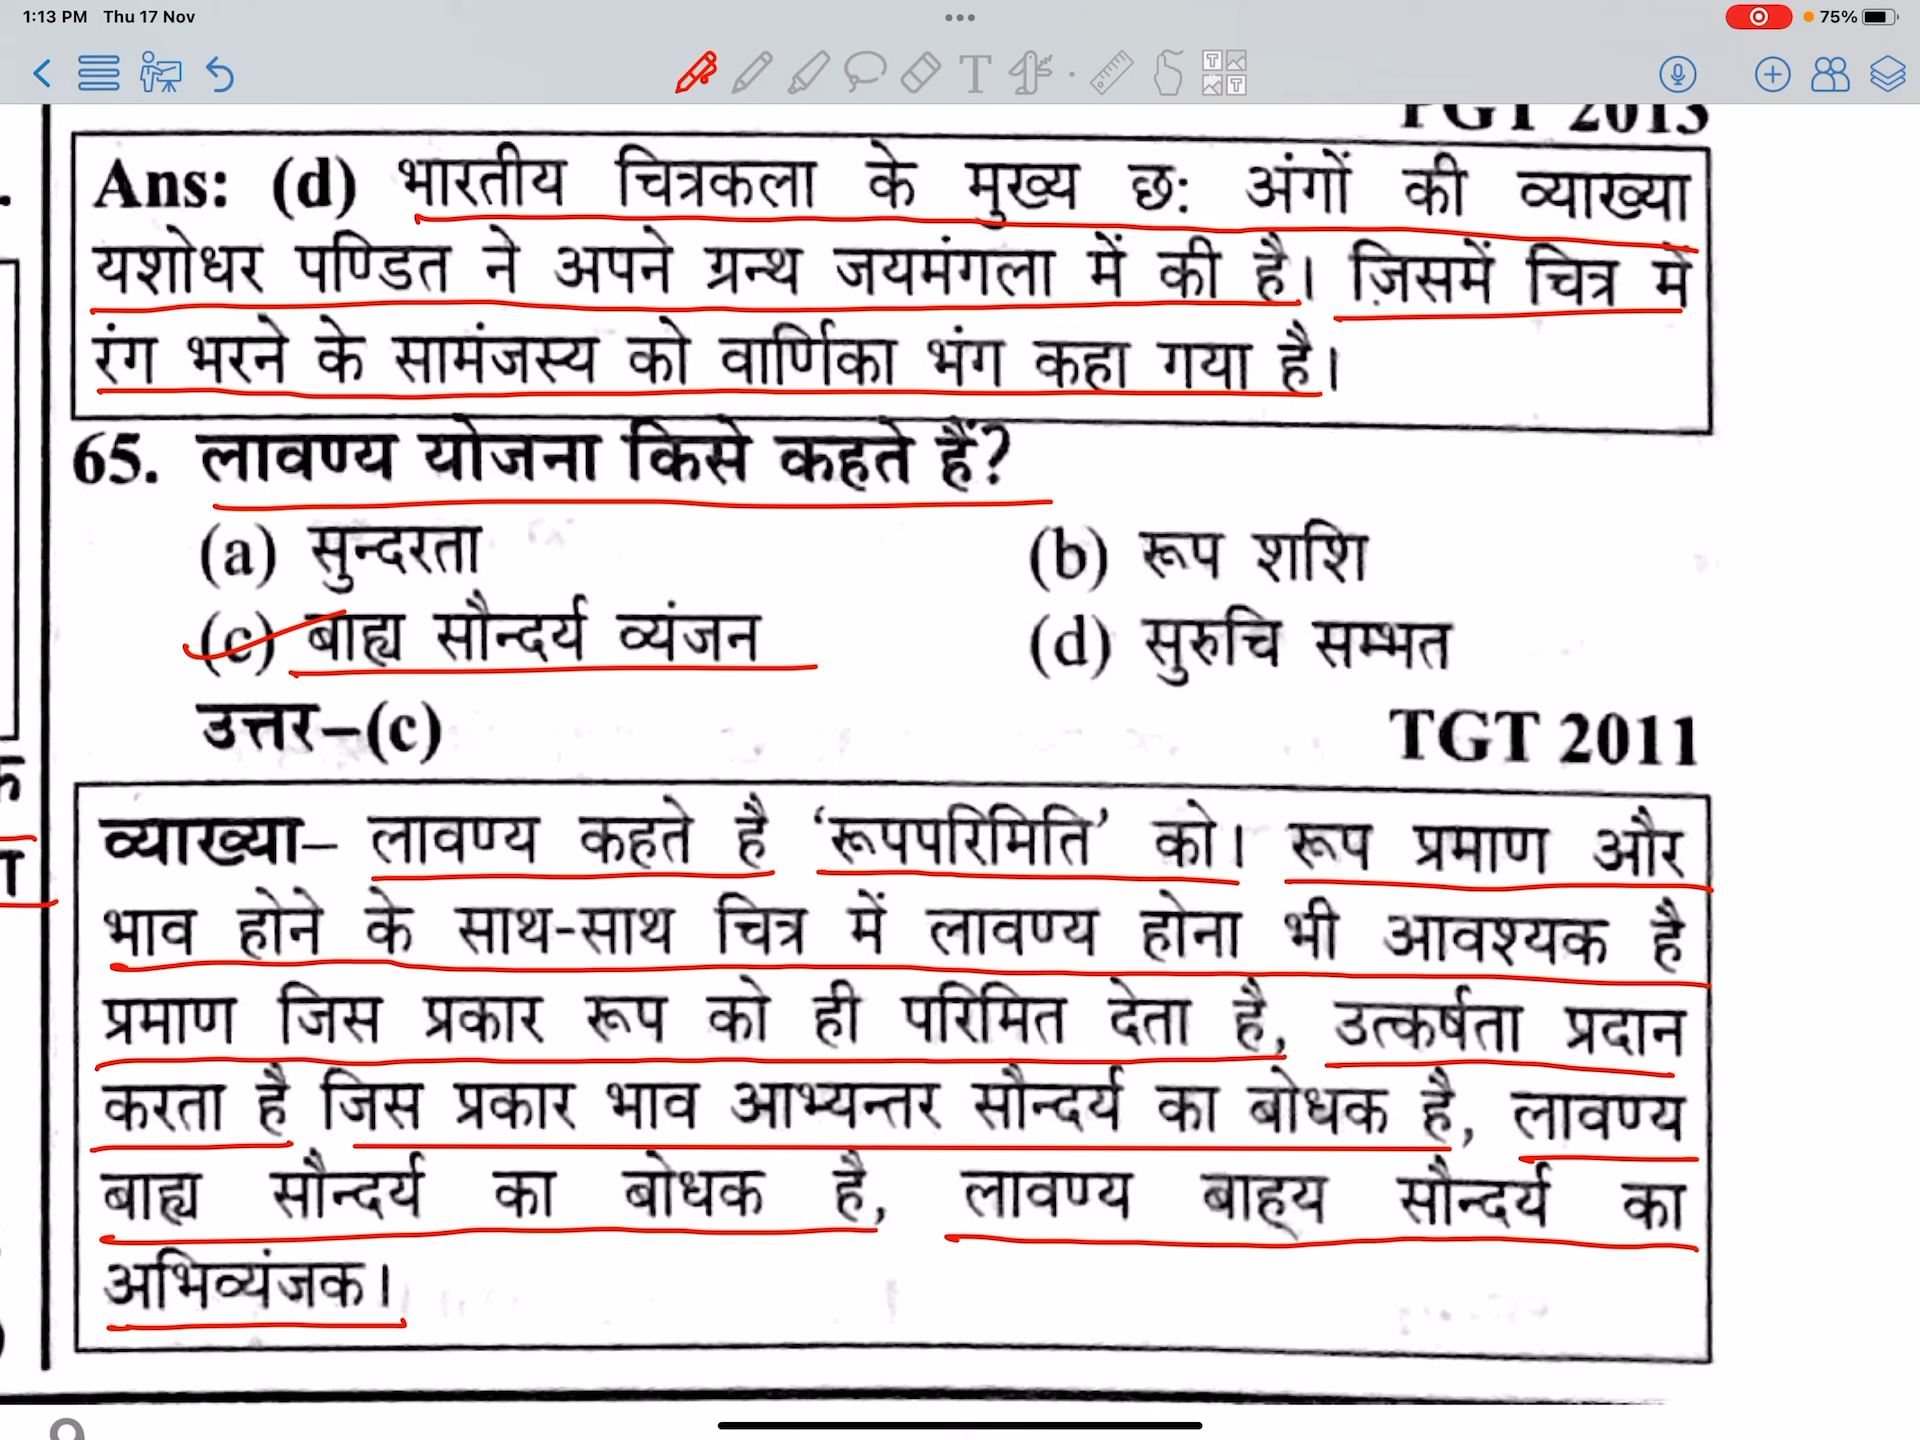 1:13 PM Thu 17 Nov
75%
TGT 2013
Ans: (d) भारतीय चित्रकला के मुख्य छः अंगों की व्याख्या
यशोधर पण्डित ने अपने ग्रन्थ जयमंगला में की है। ज़िसमें चित्र में
रंग भरने के सामंजस्य को वार्णिका भंग कहा गया है।
65. लावण्य योजना किसे कहते हैं?
(a) सुन्दरता (b) रूप शशि
(c) बाह्य सौन्दर्य व्यंजन (d) सुरुचि सम्भत
उत्तर–(c) TGT 2011
व्याख्या– लावण्य कहते है ‘रूपपरिमिति’ को। रूप प्रमाण और
भाव होने के साथ-साथ चित्र में लावण्य होना भी आवश्यक है
प्रमाण जिस प्रकार रूप को ही परिमित देता है, उत्कर्षता प्रदान
करता है जिस प्रकार भाव आभ्यन्तर सौन्दर्य का बोधक है, लावण्य
बाह्य सौन्दर्य का बोधक है, लावण्य बाह्‌य सौन्दर्य का
अभिव्यंजक।